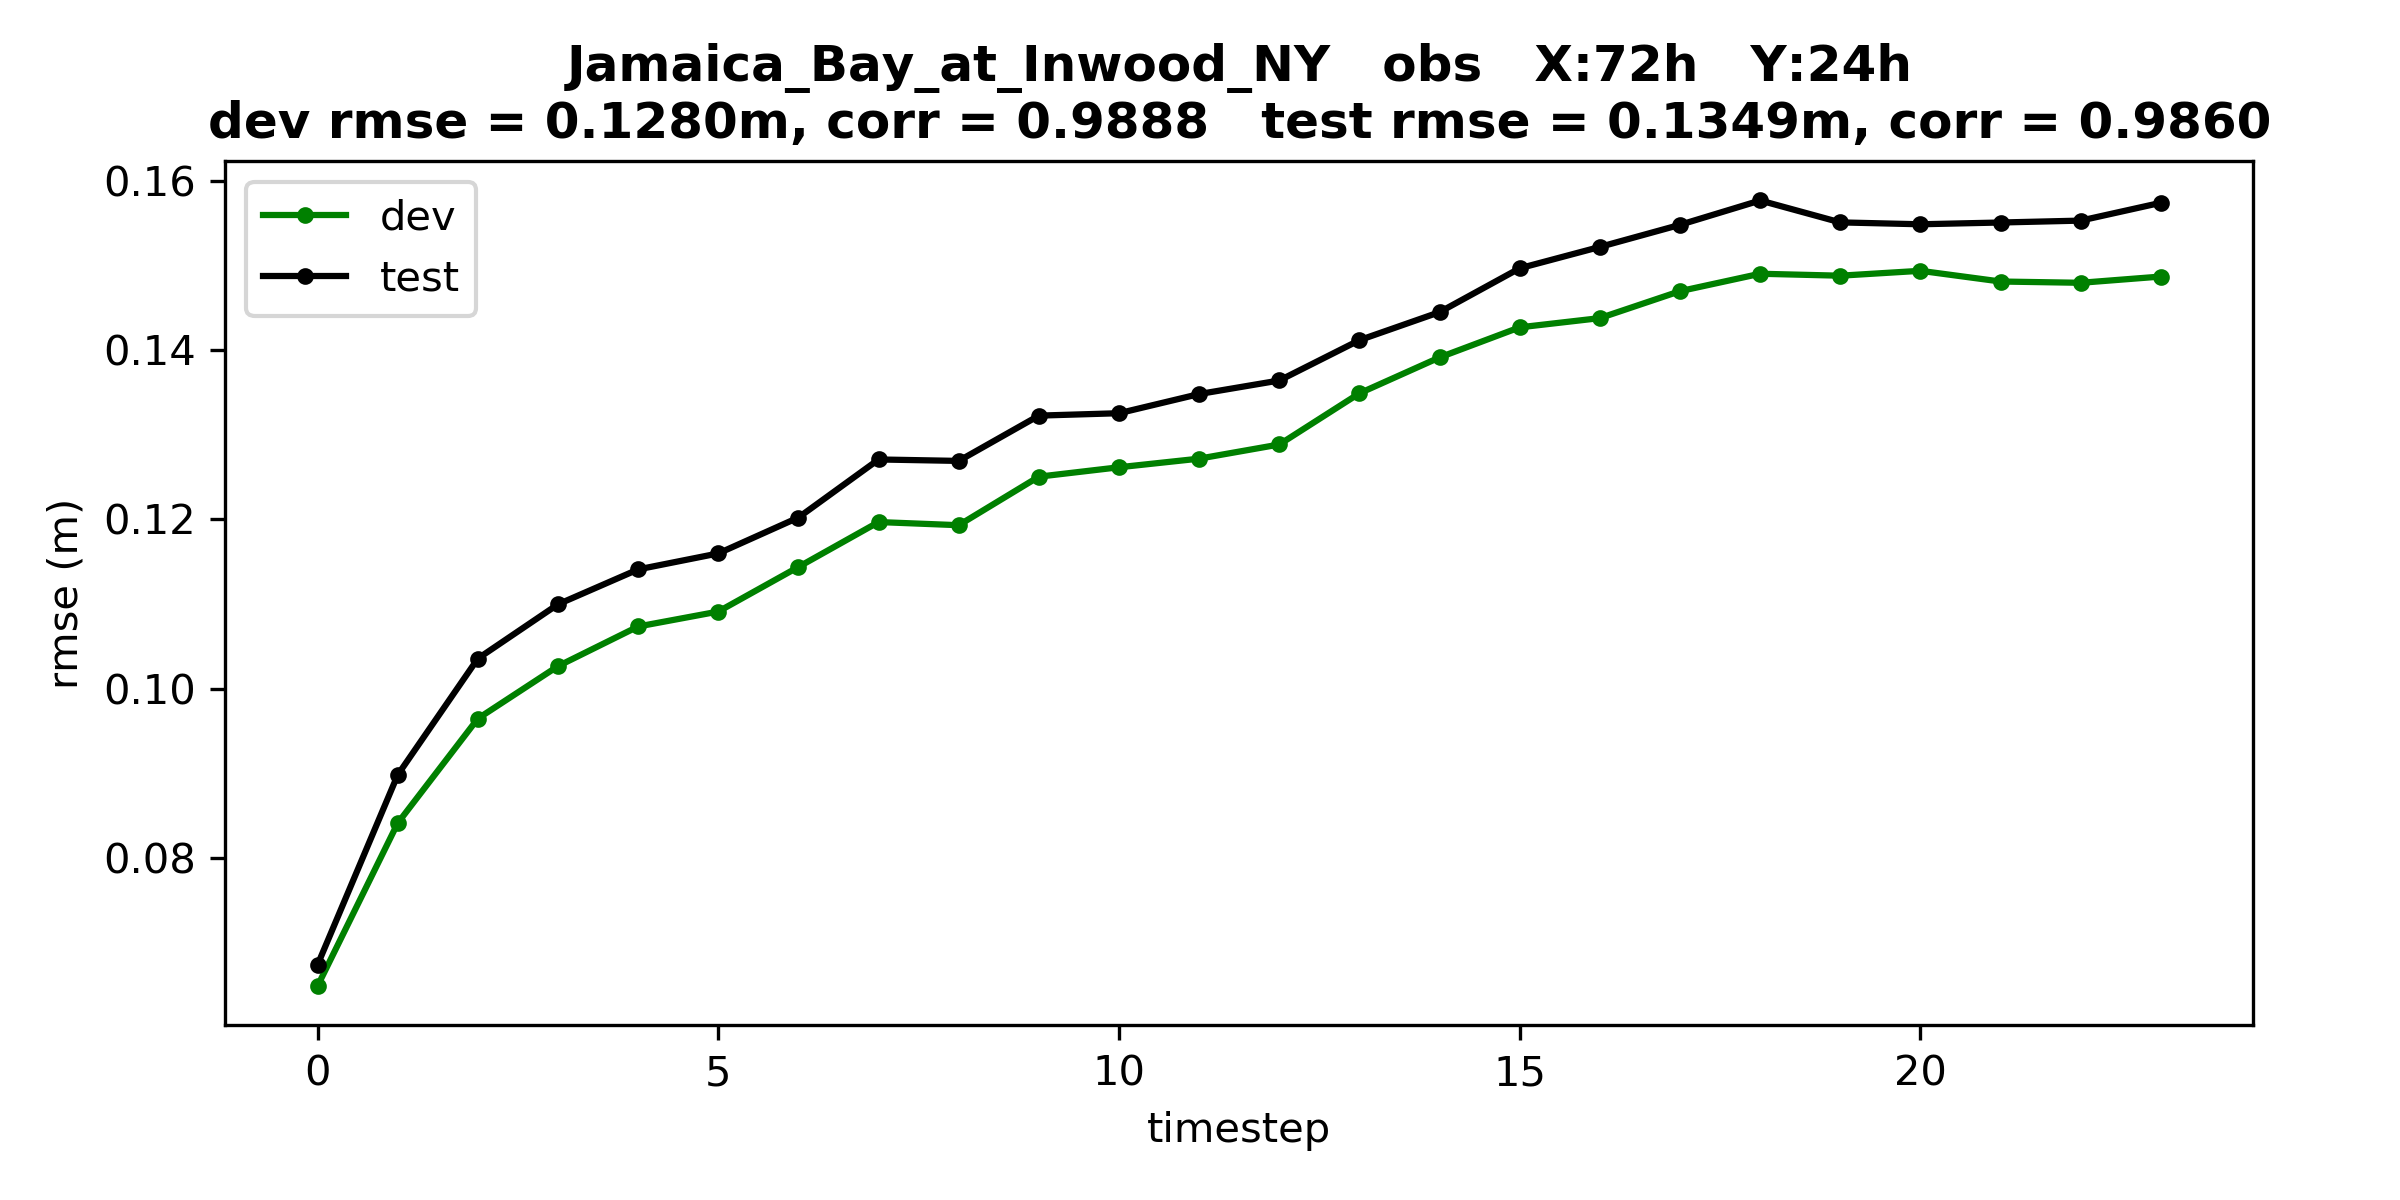 Jamaica_Bay_at_Inwood_NY   obs   X:72h   Y:24h
dev rmse = 0.1280m, corr = 0.9888   test rmse = 0.1349m, corr = 0.9860
dev
test
0.16
0.14
0.12
0.10
0.08
rmse (m)
0 5 10 15 20
timestep